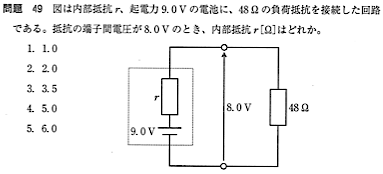 問題 49 図は内部抵抗 r、起電力 9.0 V の電池に、48 Ω の負荷抵抗を接続した回路
である。抵抗の端子間電圧が 8.0 V のとき、内部抵抗 r [Ω] はどれか。
1. 1.0
2. 2.0
3. 3.5
4. 5.0
5. 6.0
r
9.0 V
8.0 V
48 Ω